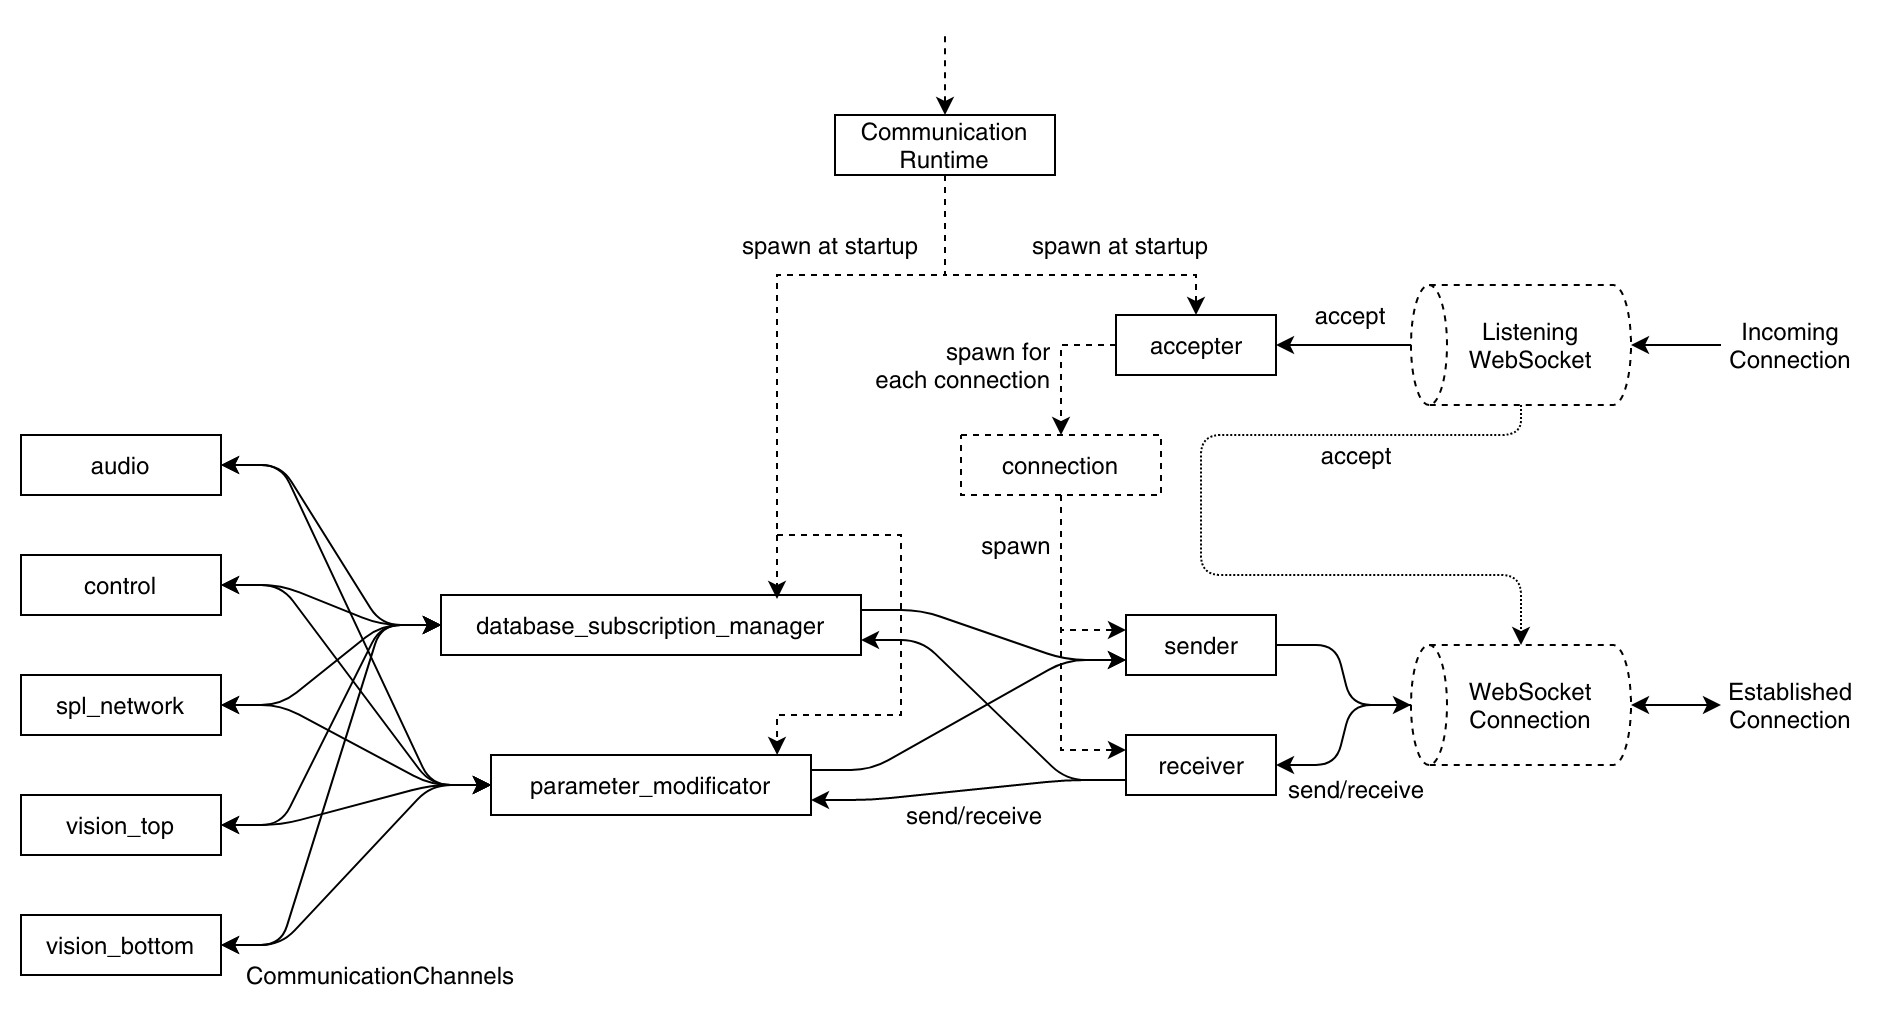 Communication
Runtime
spawn at startup
spawn at startup
accepter
accept
Listening
WebSocket
Incoming
Connection
spawn for
each connection
connection
accept
spawn
audio
control
spl_network
vision_top
vision_bottom
CommunicationChannels
database_subscription_manager
parameter_modificator
send/receive
sender
receiver
send/receive
WebSocket
Connection
Established
Connection